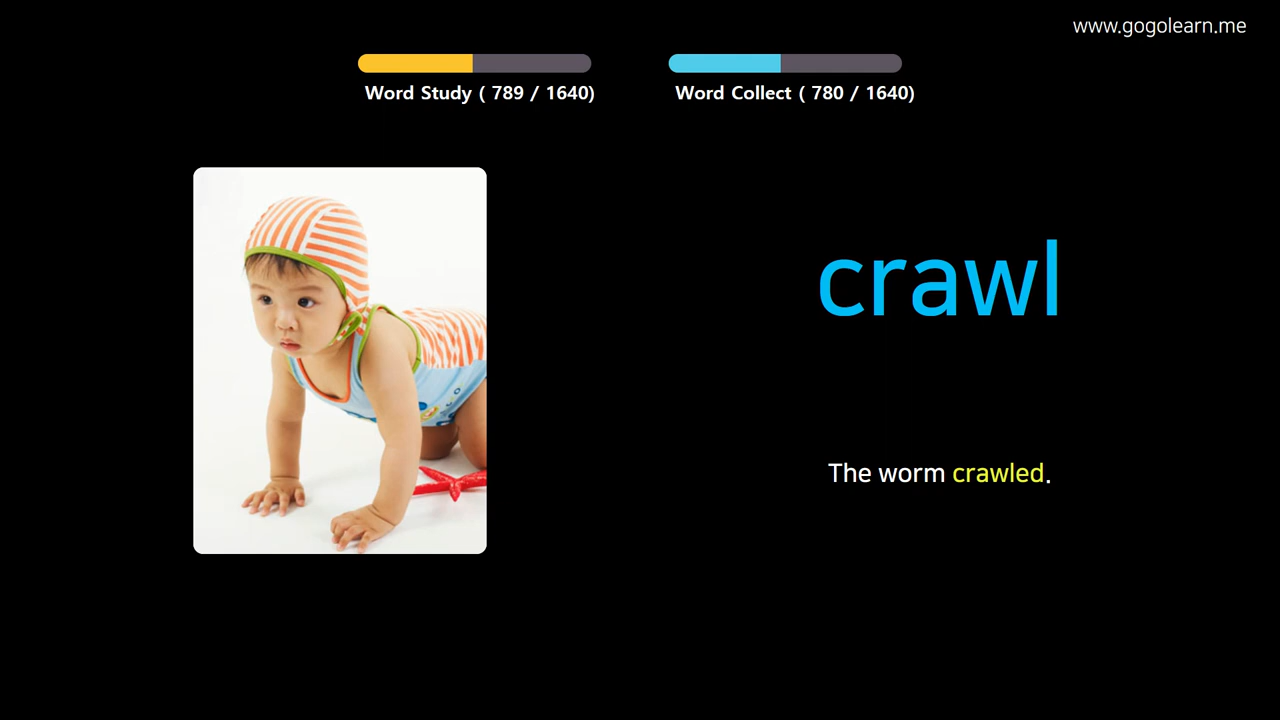 www.gogolearn.me
Word Study ( 789 / 1640)
Word Collect ( 780 / 1640)
crawl
The worm crawled.